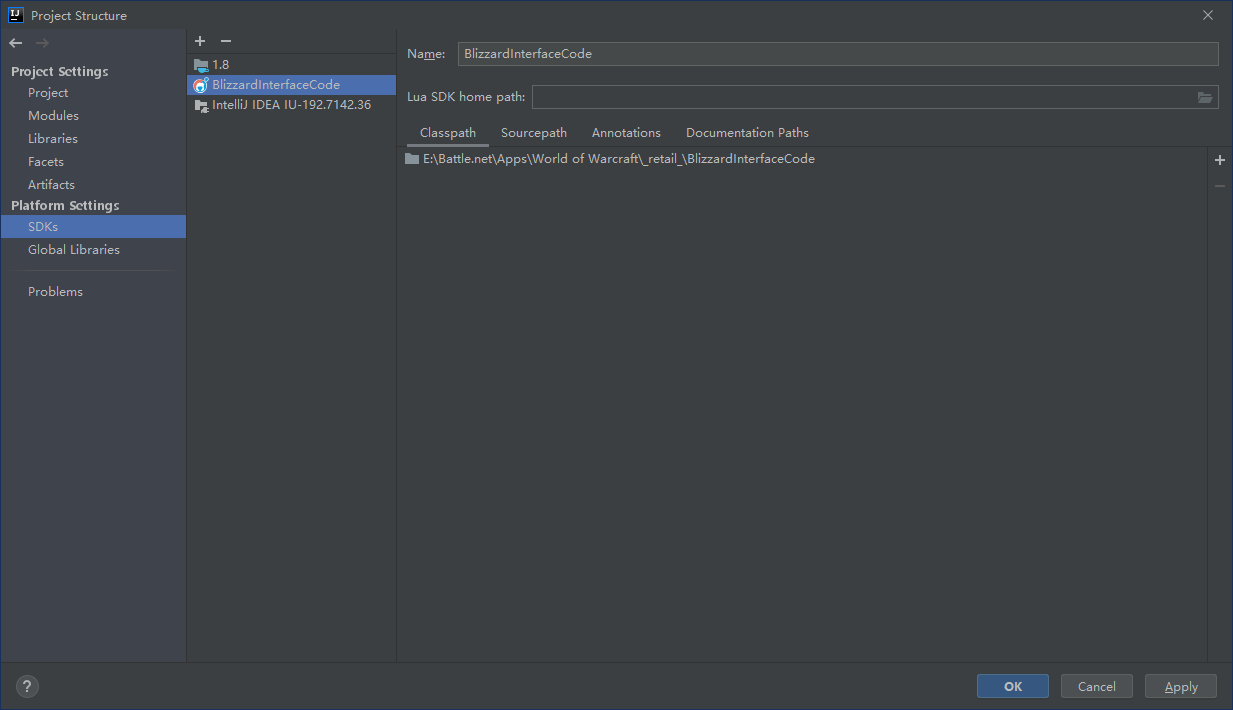 Project Structure
Project Settings
Project
Modules
Libraries
Facets
Artifacts
Platform Settings
SDKs
Global Libraries
Problems
1.8
BlizzardInterfaceCode
IntelliJ IDEA IU-192.7142.36
Name: BlizzardInterfaceCode
Lua SDK home path:
Classpath Sourcepath Annotations Documentation Paths
E:\Battle.net\Apps\World of Warcraft\_retail_\BlizzardInterfaceCode
? OK Cancel Apply